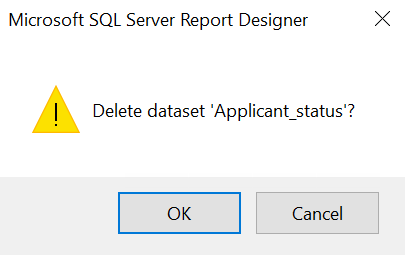 Microsoft SQL Server Report Designer
Delete dataset 'Applicant_status'?
OK
Cancel